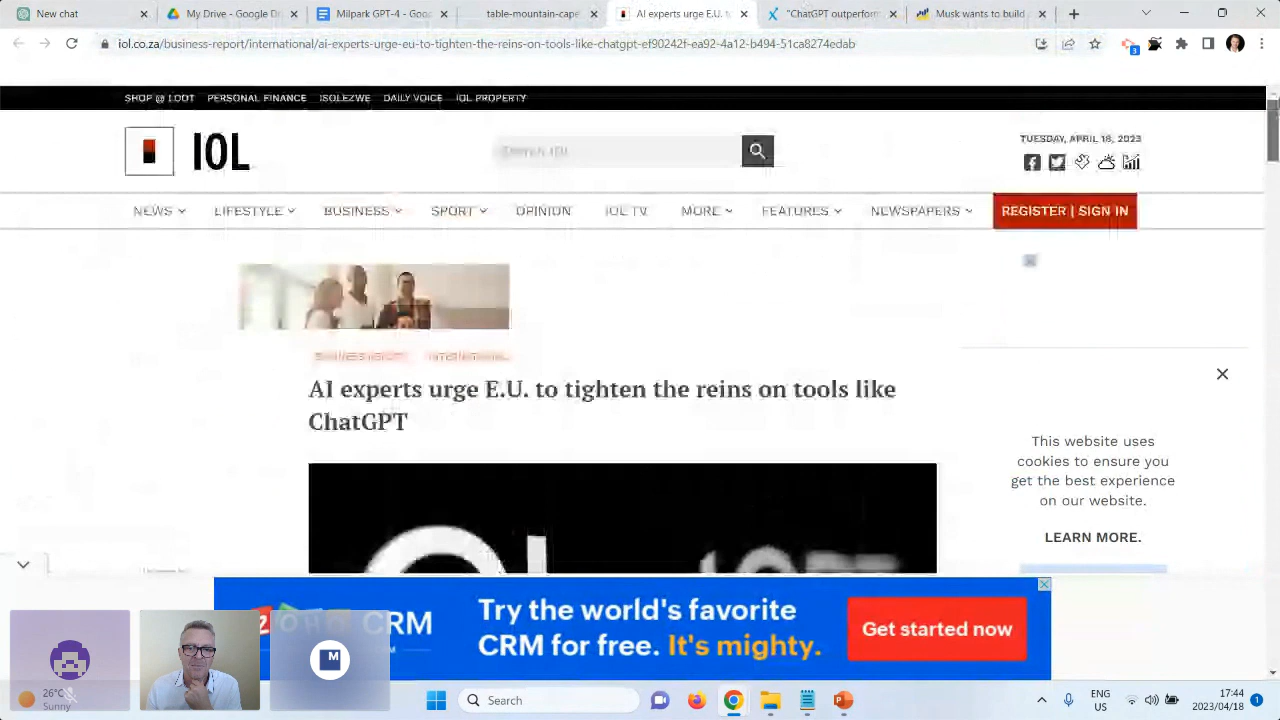 New chat
My Drive - Google D
Milpark GPT-4 - Goo
table-mountain-cape
AI experts urge E.U. t
"ChatGPT outperform
Musk wants to build
iol.co.za/business-report/international/ai-experts-urge-eu-to-tighten-the-reins-on-tools-like-chatgpt-ef90242f-ea92-4a12-b494-51ca8274edab
3
SHOP @ LOOT PERSONAL FINANCE ISOLEZWE DAILY VOICE IOL PROPERTY
IOL
Search IOL
TUESDAY, APRIL 18, 2023
NEWS LIFESTYLE BUSINESS SPORT OPINION IOL TV MORE FEATURES NEWSPAPERS REGISTER | SIGN IN
AI experts urge E.U. to tighten the reins on tools like
ChatGPT
This website uses
cookies to ensure you
get the best experience
on our website.
LEARN MORE.
CRM
Try the world's favorite
CRM for free. It's mighty.
Get started now
M
26°C
Sunny
Search
ENG
US
17:44
2023/04/18
1